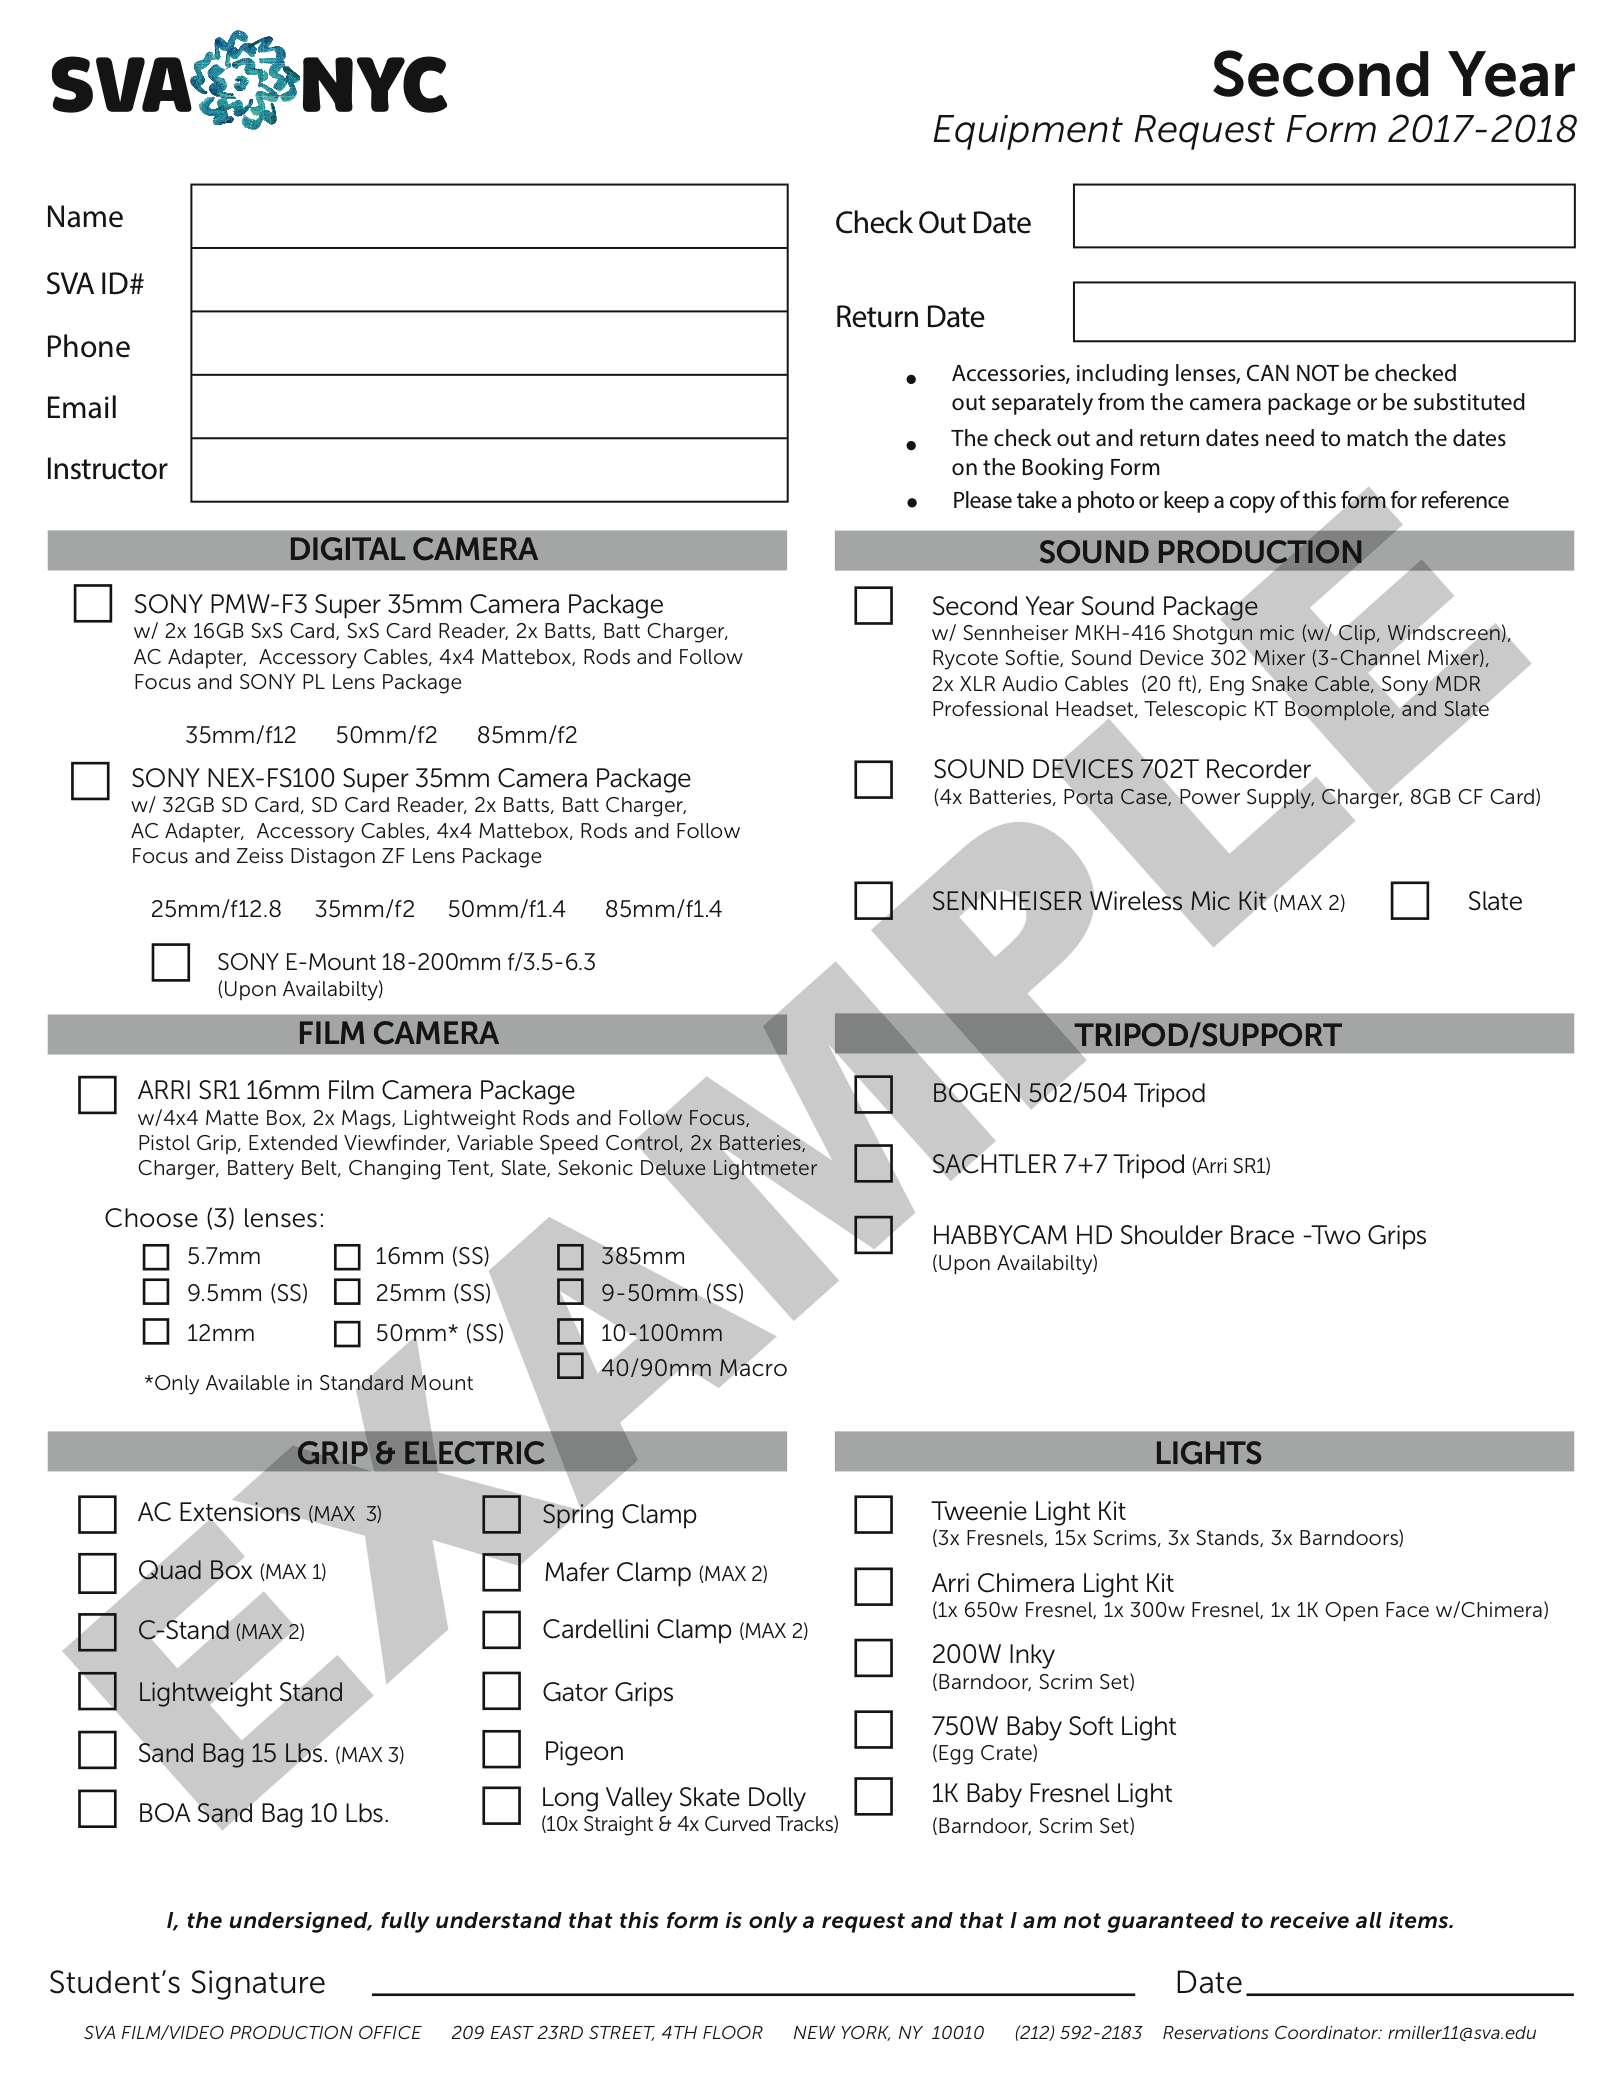 SVA NYC
Second Year
Equipment Request Form 2017-2018
Name
SVA ID#
Phone
Email
Instructor
Check Out Date
Return Date
• Accessories, including lenses, CAN NOT be checked
out separately from the camera package or be substituted
• The check out and return dates need to match the dates
on the Booking Form
• Please take a photo or keep a copy of this form for reference
DIGITAL CAMERA
SONY PMW-F3 Super 35mm Camera Package
w/ 2x 16GB SxS Card, SxS Card Reader, 2x Batts, Batt Charger,
AC Adapter, Accessory Cables, 4x4 Mattebox, Rods and Follow
Focus and SONY PL Lens Package
35mm/f12 50mm/f2 85mm/f2
SONY NEX-FS100 Super 35mm Camera Package
w/ 32GB SD Card, SD Card Reader, 2x Batts, Batt Charger,
AC Adapter, Accessory Cables, 4x4 Mattebox, Rods and Follow
Focus and Zeiss Distagon ZF Lens Package
25mm/f12.8 35mm/f2 50mm/f1.4 85mm/f1.4
SONY E-Mount 18-200mm f/3.5-6.3
(Upon Availabilty)
SOUND PRODUCTION
Second Year Sound Package
w/ Sennheiser MKH-416 Shotgun mic (w/ Clip, Windscreen),
Rycote Softie, Sound Device 302 Mixer (3-Channel Mixer),
2x XLR Audio Cables (20 ft), Eng Snake Cable, Sony MDR
Professional Headset, Telescopic KT Boomplole, and Slate
SOUND DEVICES 702T Recorder
(4x Batteries, Porta Case, Power Supply, Charger, 8GB CF Card)
SENNHEISER Wireless Mic Kit (MAX 2) Slate
FILM CAMERA
ARRI SR1 16mm Film Camera Package
w/4x4 Matte Box, 2x Mags, Lightweight Rods and Follow Focus,
Pistol Grip, Extended Viewfinder, Variable Speed Control, 2x Batteries,
Charger, Battery Belt, Changing Tent, Slate, Sekonic Deluxe Lightmeter
Choose (3) lenses:
5.7mm 16mm (SS) 385mm
9.5mm (SS) 25mm (SS) 9-50mm (SS)
12mm 50mm* (SS) 10-100mm
40/90mm Macro
*Only Available in Standard Mount
TRIPOD/SUPPORT
BOGEN 502/504 Tripod
SACHTLER 7+7 Tripod (Arri SR1)
HABBYCAM HD Shoulder Brace -Two Grips
(Upon Availabilty)
GRIP & ELECTRIC
AC Extensions (MAX 3) Spring Clamp
Quad Box (MAX 1) Mafer Clamp (MAX 2)
C-Stand (MAX 2) Cardellini Clamp (MAX 2)
Lightweight Stand Gator Grips
Sand Bag 15 Lbs. (MAX 3) Pigeon
BOA Sand Bag 10 Lbs. Long Valley Skate Dolly
(10x Straight & 4x Curved Tracks)
LIGHTS
Tweenie Light Kit
(3x Fresnels, 15x Scrims, 3x Stands, 3x Barndoors)
Arri Chimera Light Kit
(1x 650w Fresnel, 1x 300w Fresnel, 1x 1K Open Face w/Chimera)
200W Inky
(Barndoor, Scrim Set)
750W Baby Soft Light
(Egg Crate)
1K Baby Fresnel Light
(Barndoor, Scrim Set)
EXAMPLE
I, the undersigned, fully understand that this form is only a request and that I am not guaranteed to receive all items.
Student's Signature Date
SVA FILM/VIDEO PRODUCTION OFFICE 209 EAST 23RD STREET, 4TH FLOOR NEW YORK, NY 10010 (212) 592-2183 Reservations Coordinator: rmiller11@sva.edu